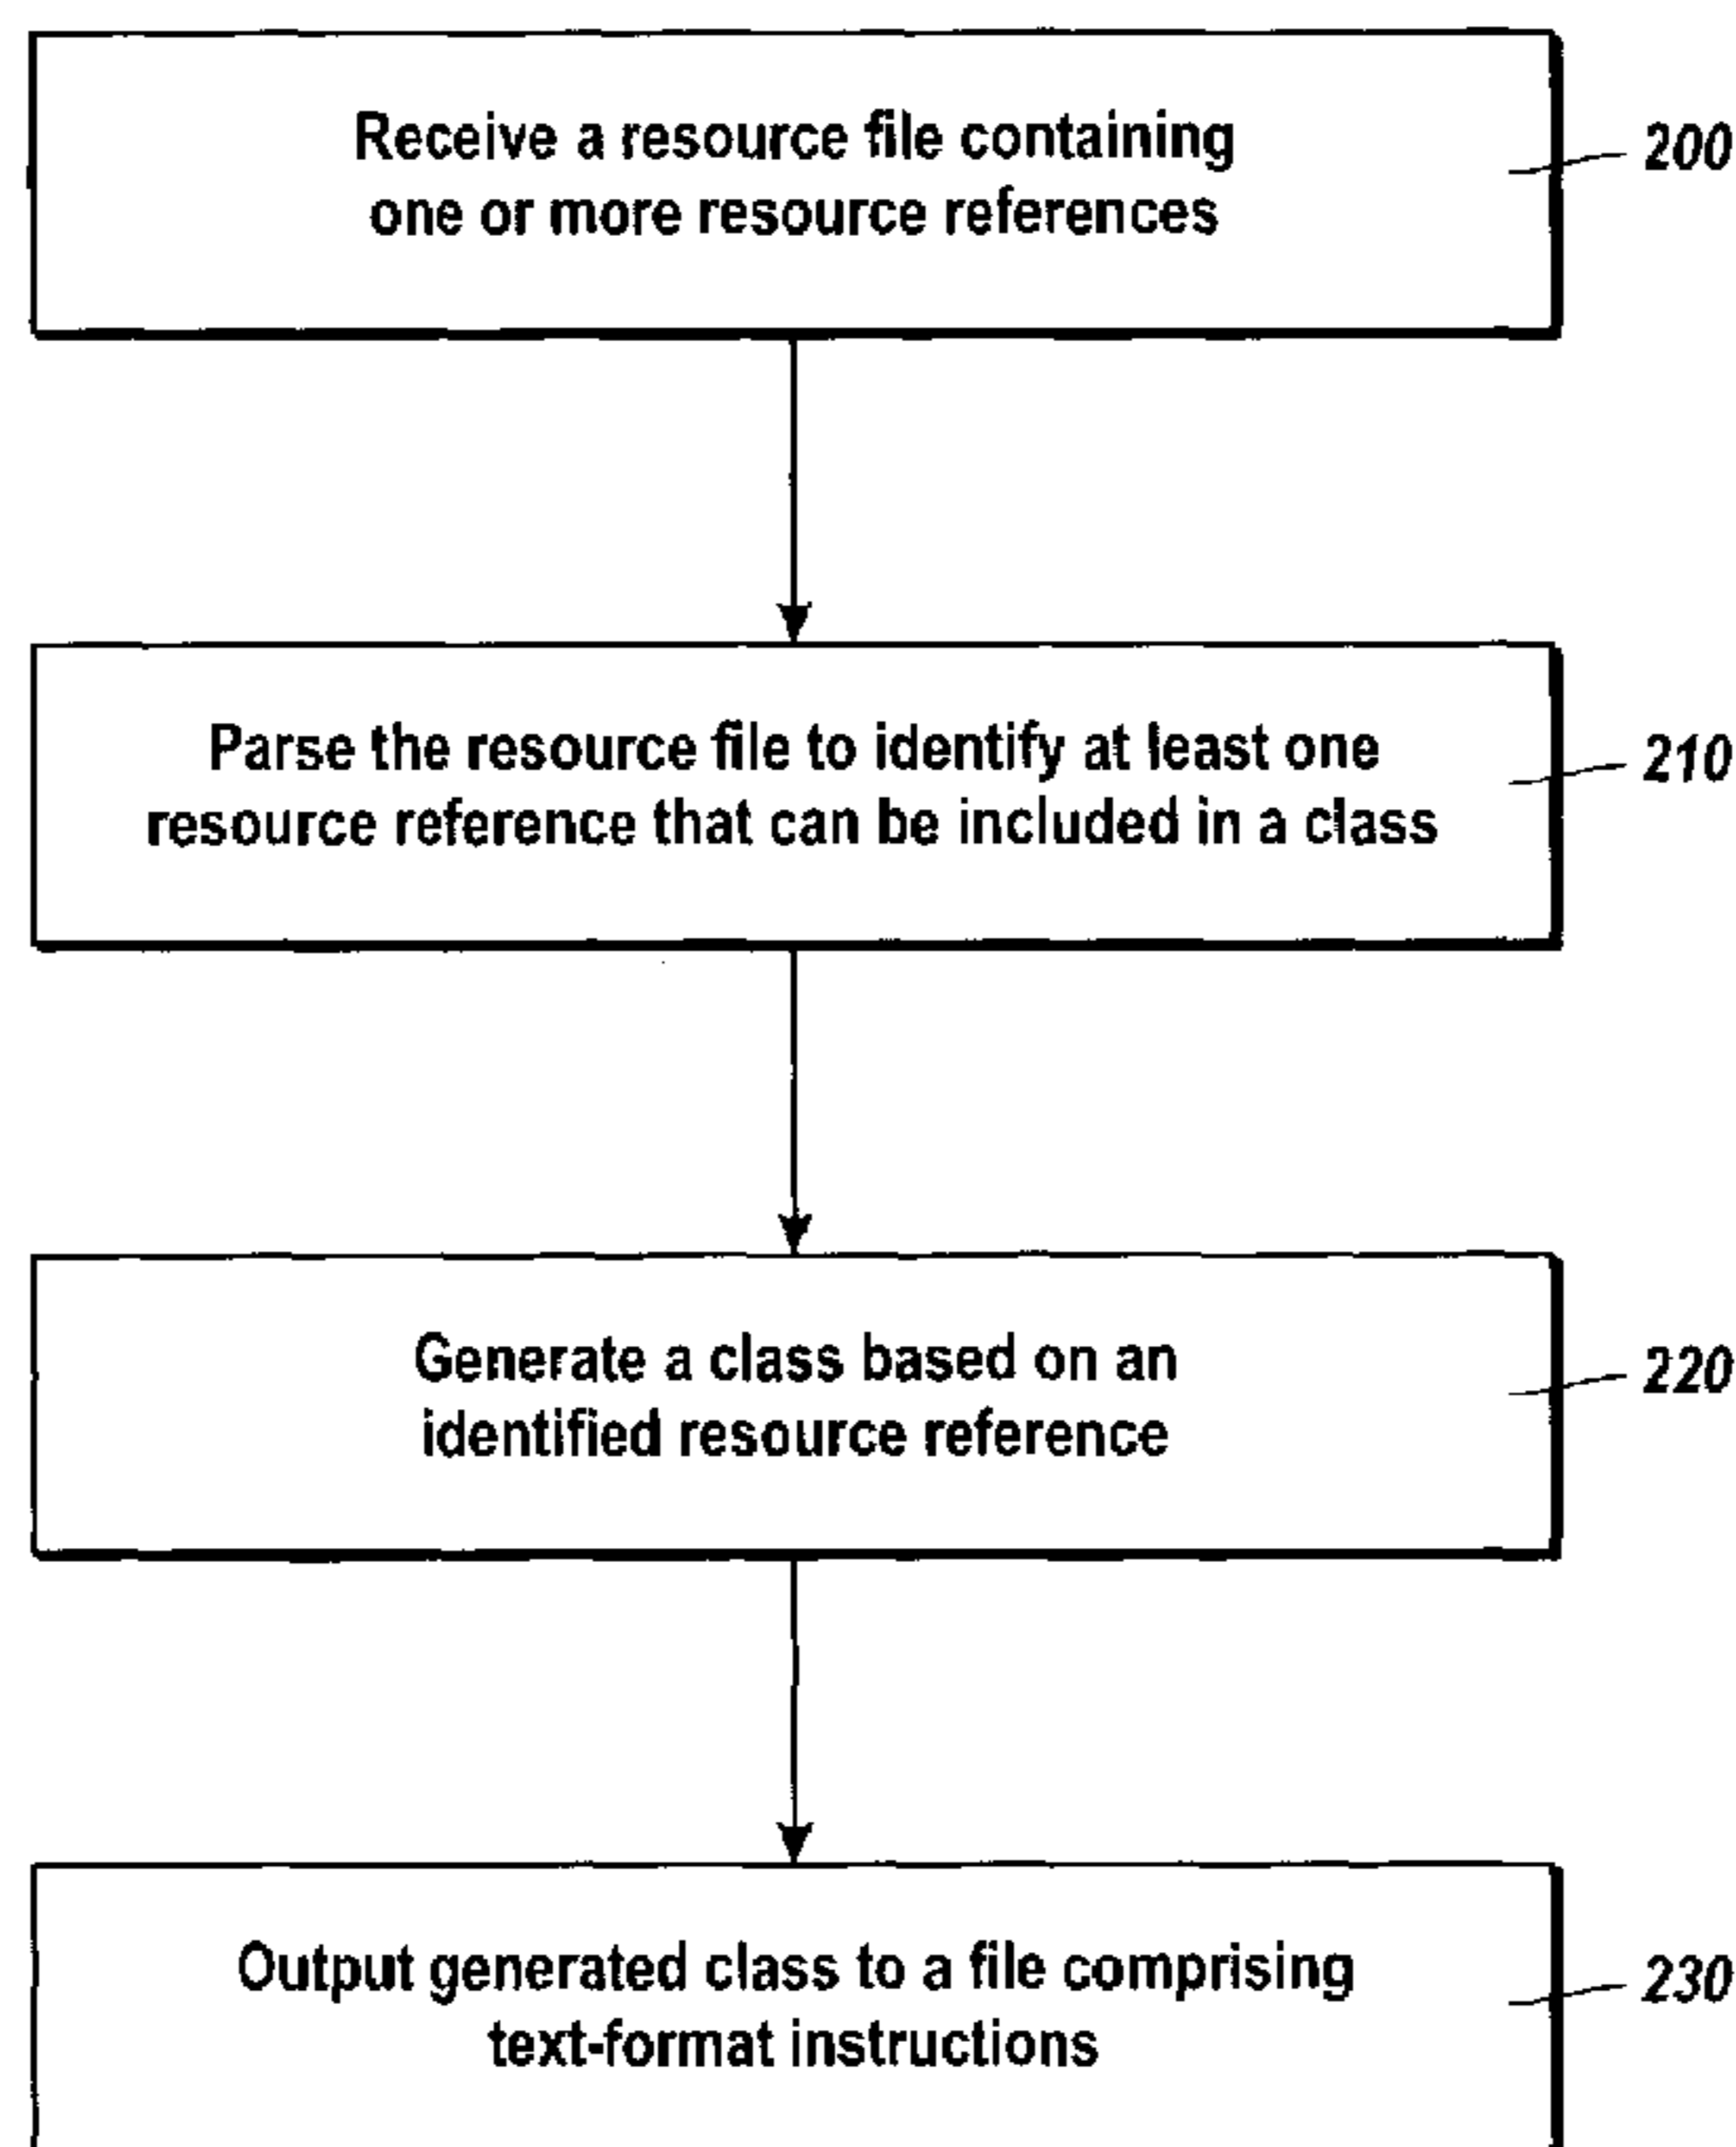 Receive a resource file containing
one or more resource references
200
Parse the resource file to identify at least one
resource reference that can be included in a class
210
Generate a class based on an
identified resource reference
220
Output generated class to a file comprising
text-format instructions
230